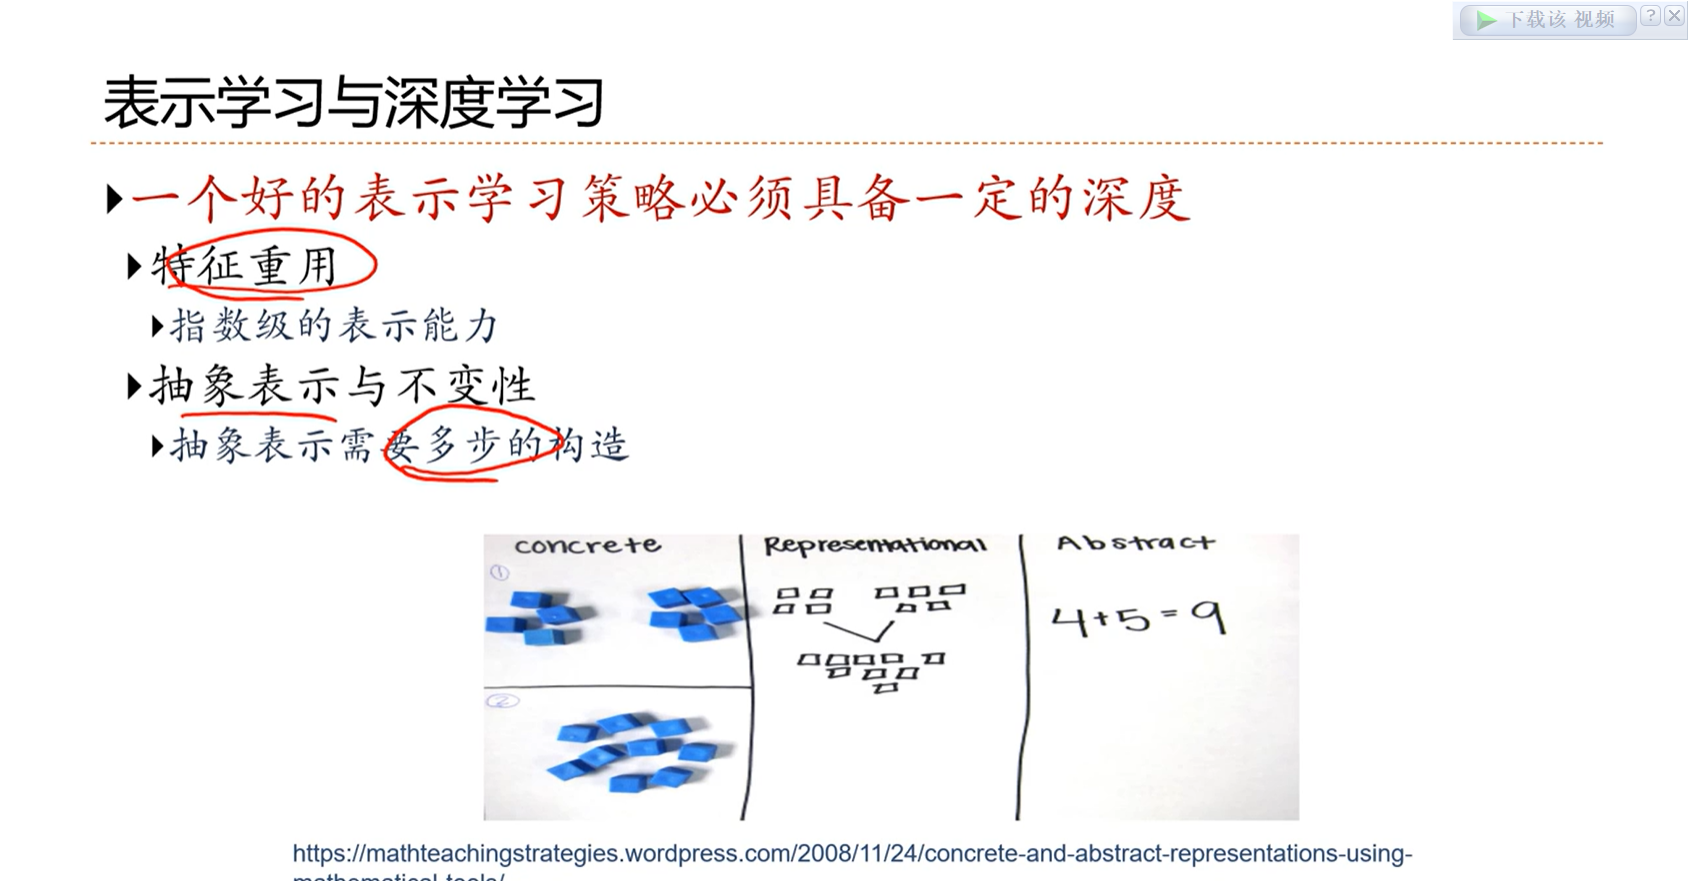 下载该 视频
?
表示学习与深度学习
一个好的表示学习策略必须具备一定的深度
特征重用
指数级的表示能力
抽象表示与不变性
抽象表示需要多步的构造
concrete
Representational
Abstract
1
4+5=9
2
https://mathteachingstrategies.wordpress.com/2008/11/24/concrete-and-abstract-representations-using-
mathematical-tools/